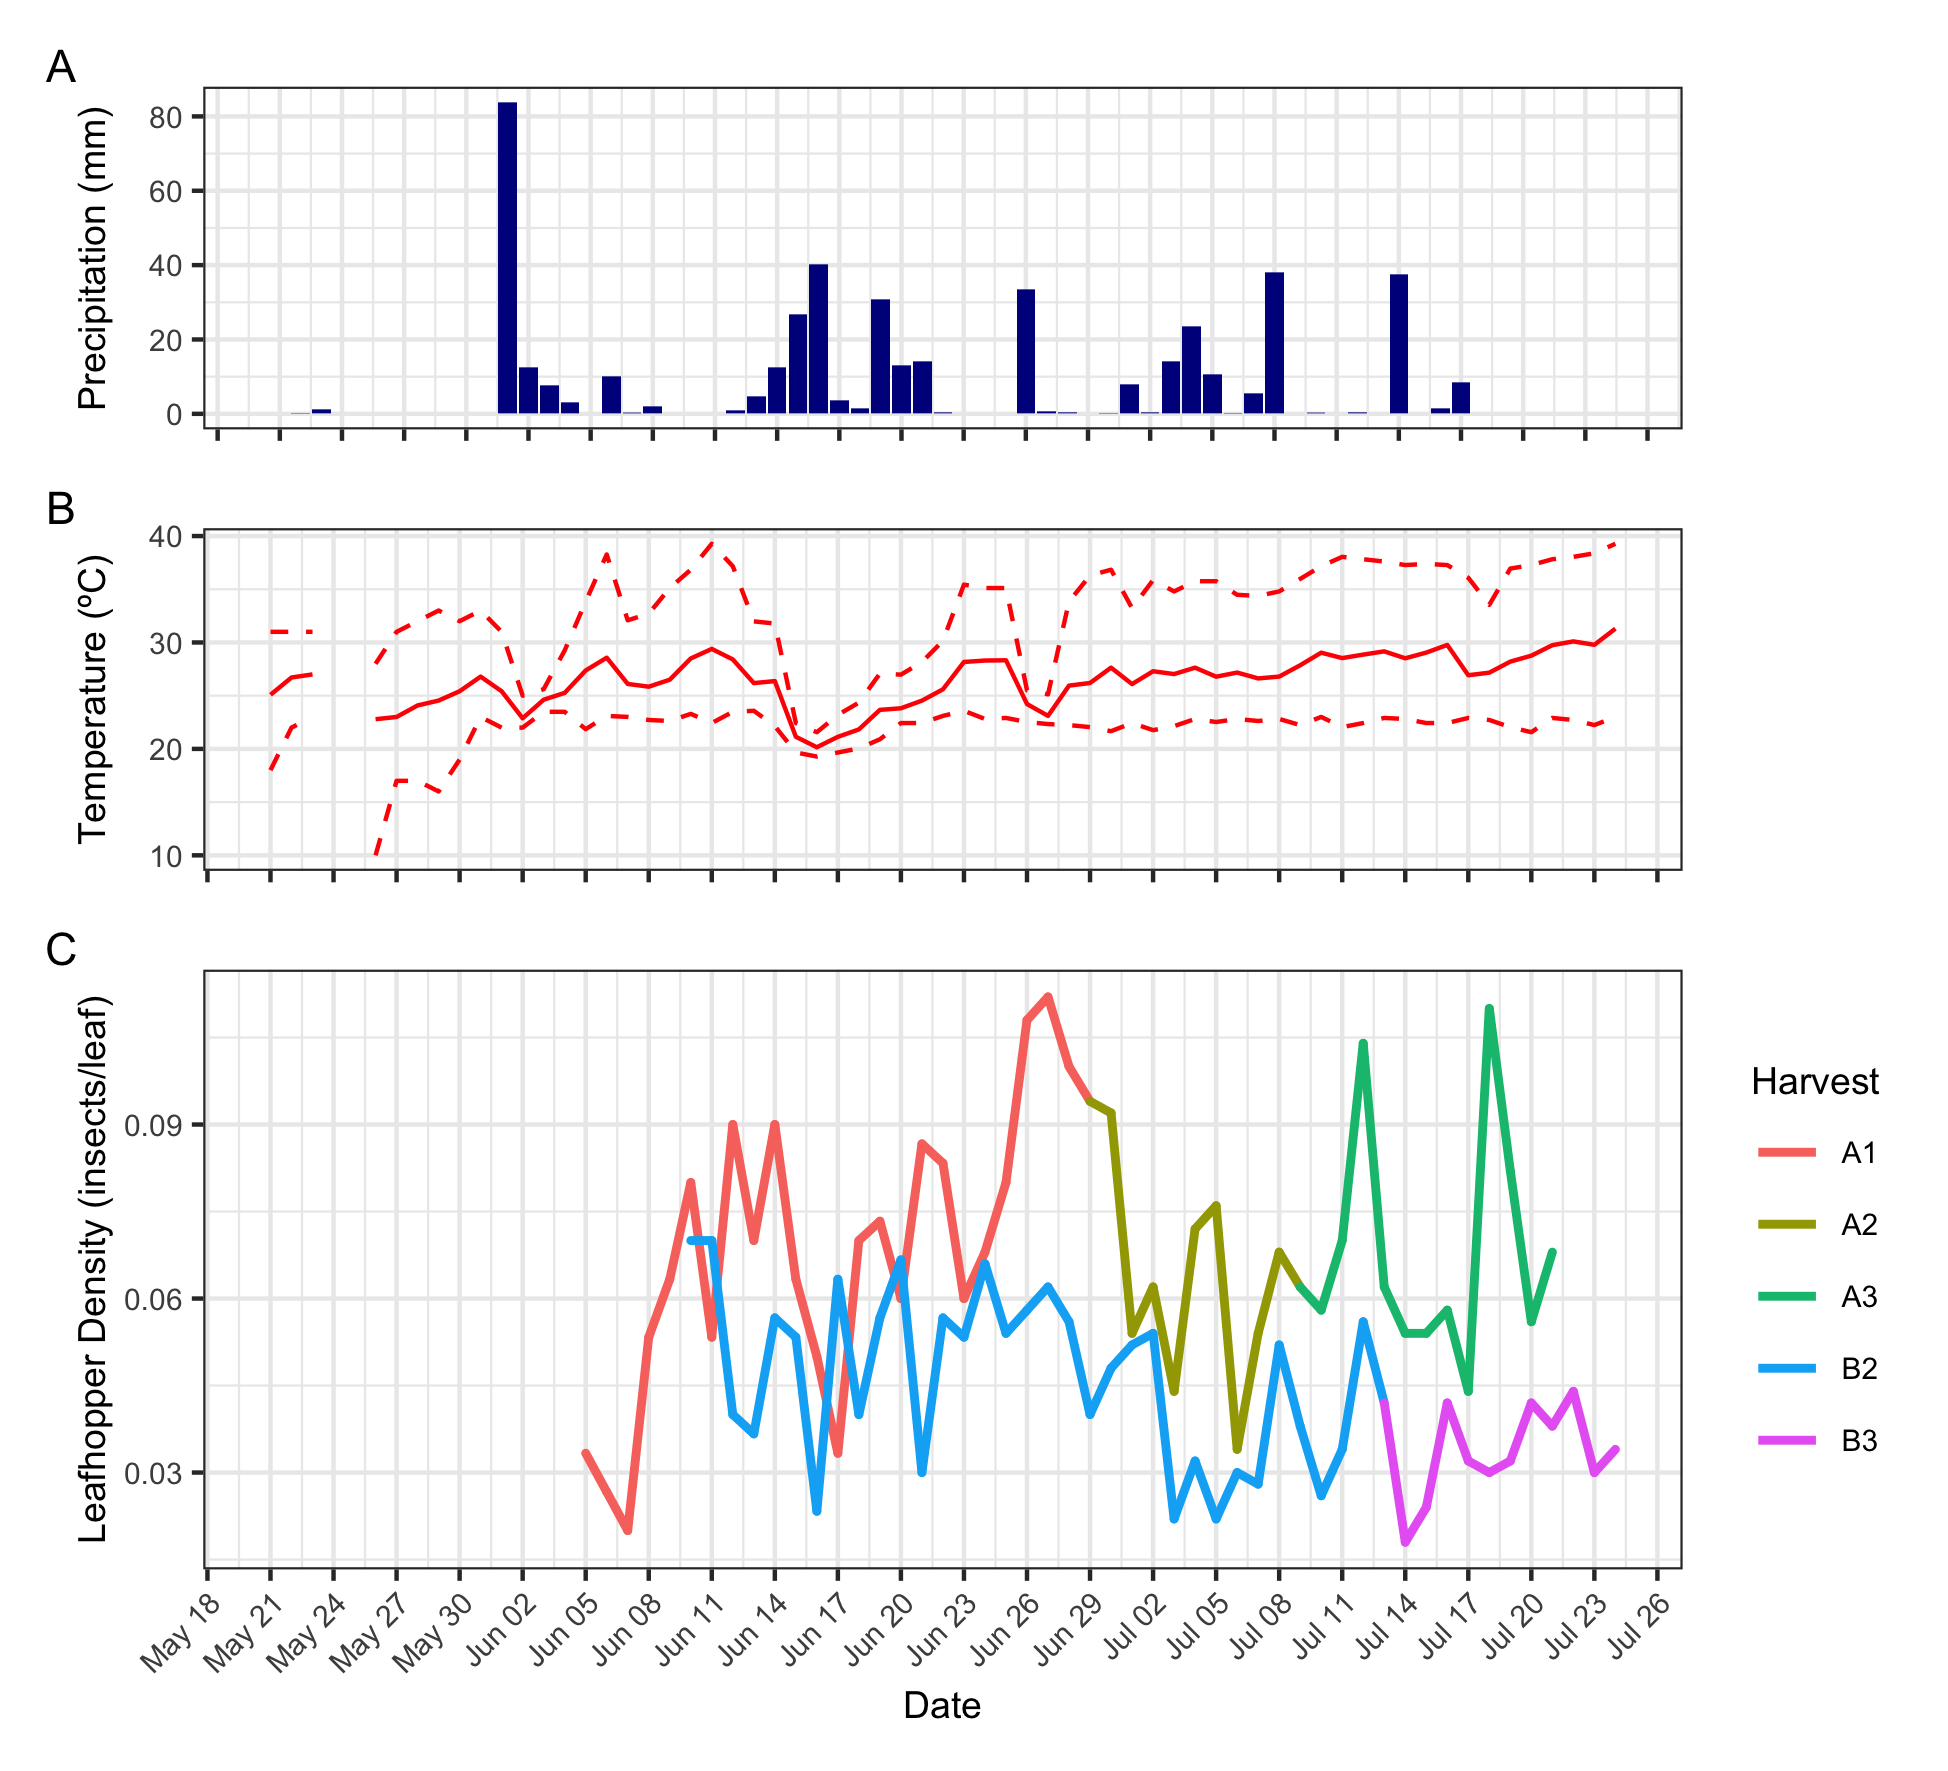 A
Precipitation (mm)
80
60
40
20
0
B
Temperature (ºC)
40
30
20
10
C
Leafhopper Density (insects/leaf)
0.09
0.06
0.03
May 18
May 21
May 24
May 27
May 30
Jun 02
Jun 05
Jun 08
Jun 11
Jun 14
Jun 17
Jun 20
Jun 23
Jun 26
Jun 29
Jul 02
Jul 05
Jul 08
Jul 11
Jul 14
Jul 17
Jul 20
Jul 23
Jul 26
Date
Harvest
A1
A2
A3
B2
B3